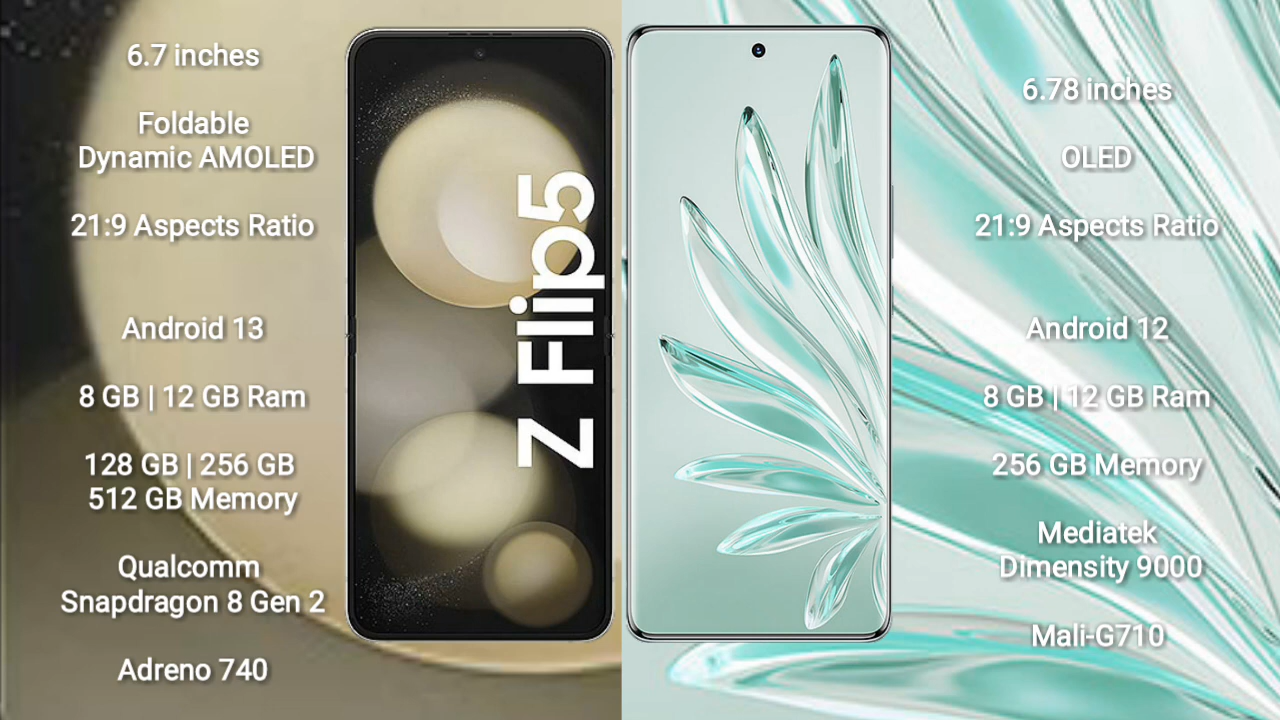 6.7 inches
Foldable
Dynamic AMOLED
21:9 Aspects Ratio
Android 13
8 GB | 12 GB Ram
128 GB | 256 GB
512 GB Memory
Qualcomm
Snapdragon 8 Gen 2
Adreno 740
Z Flip5
6.78 inches
OLED
21:9 Aspects Ratio
Android 12
8 GB | 12 GB Ram
256 GB Memory
Mediatek
Dimensity 9000
Mali-G710